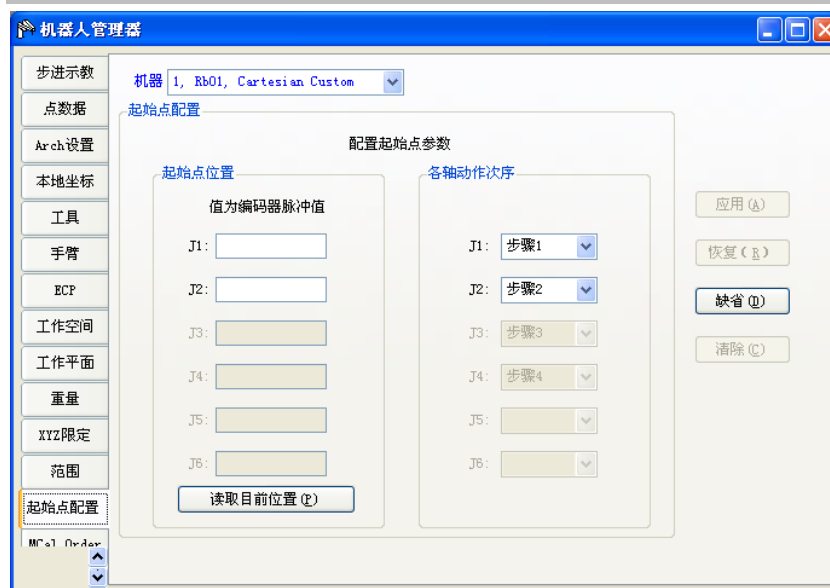 机器人管理器
步进示教
点数据
Arch设置
本地坐标
工具
手臂
ECP
工作空间
工作平面
重量
XYZ限定
范围
起始点配置
MCal Order
机器 1, Rb01, Cartesian Custom
起始点配置
配置起始点参数
起始点位置
值为编码器脉冲值
J1:
J2:
J3:
J4:
J5:
J6:
读取目前位置(P)
各轴动作次序
J1: 步骤1
J2: 步骤2
J3: 步骤3
J4: 步骤4
J5:
J6:
应用(A)
恢复(R)
缺省(D)
清除(C)